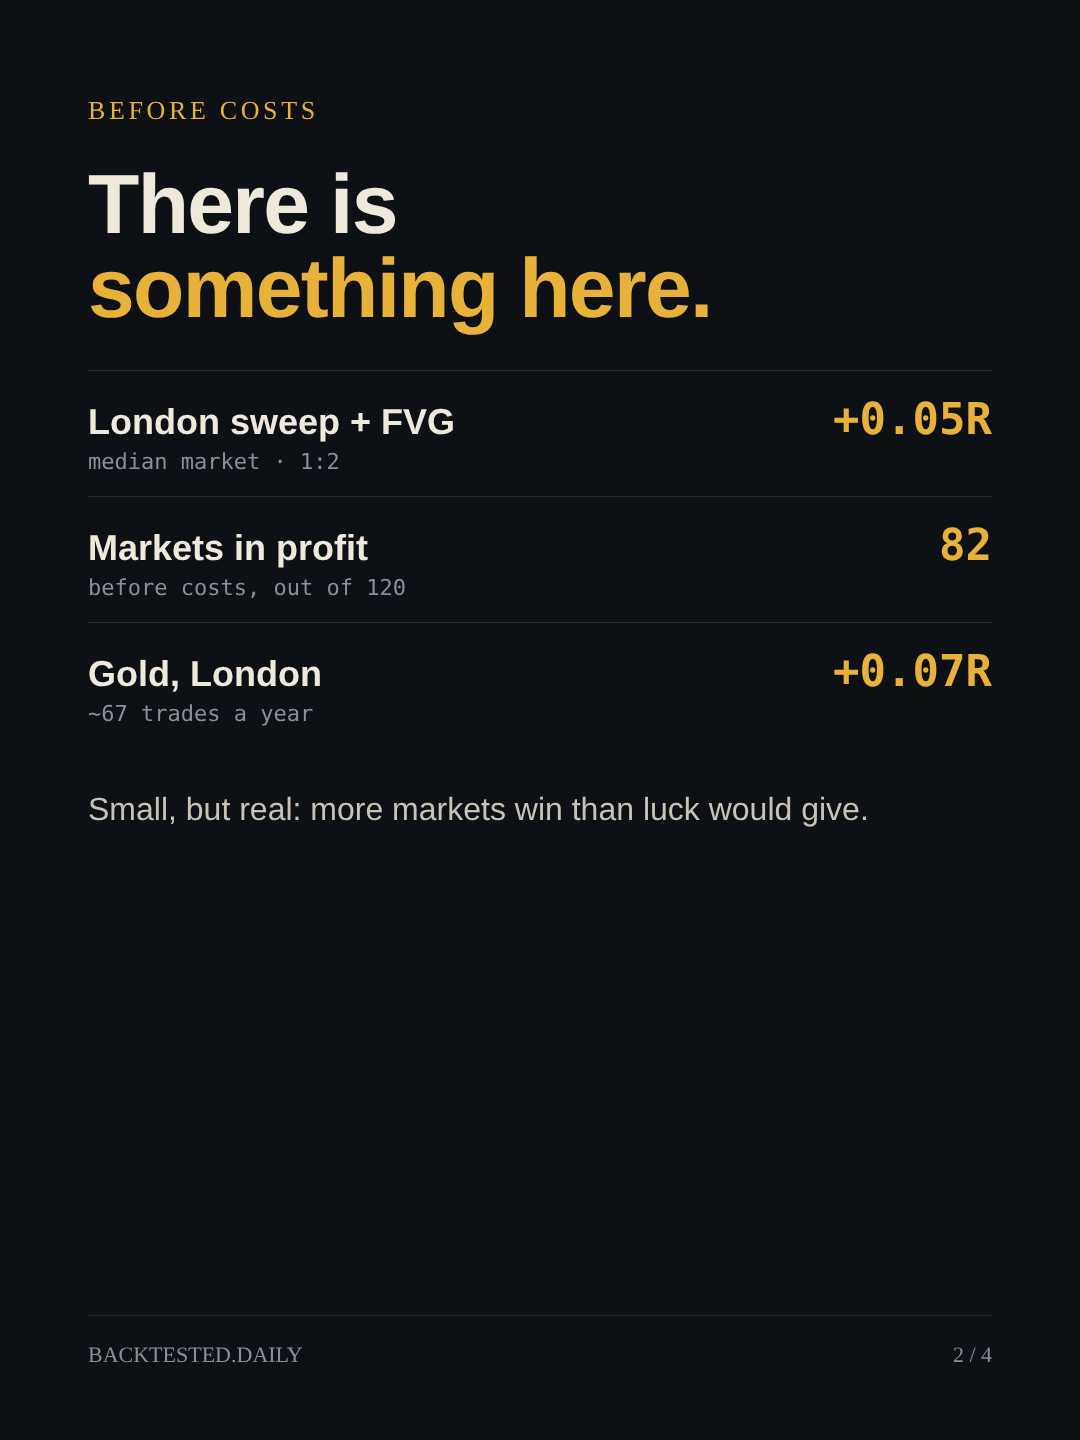 BEFORE COSTS
There is
something here.
London sweep + FVG
+0.05R
median market · 1:2
Markets in profit
82
before costs, out of 120
Gold, London
+0.07R
~67 trades a year
Small, but real: more markets win than luck would give.
BACKTESTED.DAILY
2 / 4